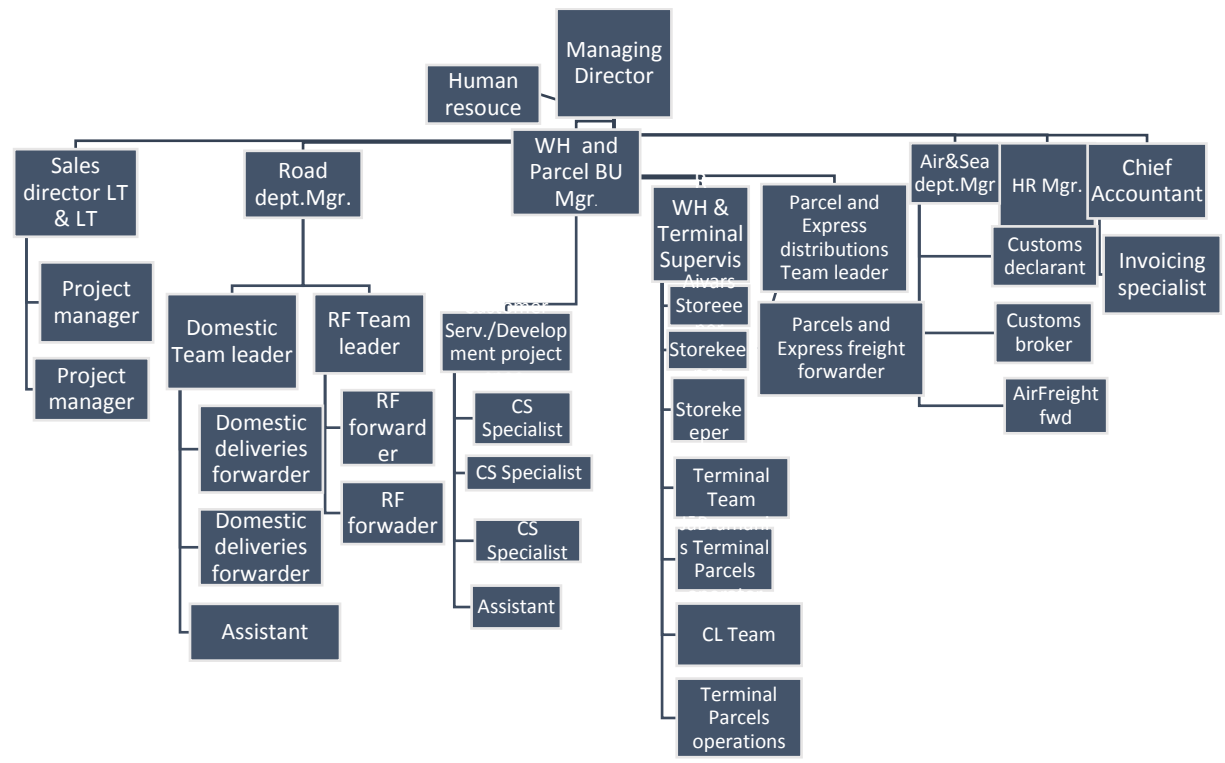 Managing
Director
Human
resouce
Sales
director LT
& LT
Road
dept.Mgr.
WH and
Parcel BU
Mgr.
Air&Sea
dept.Mgr
HR Mgr.
Chief
Accountant
WH &
Terminal
Supervis
Parcel and
Express
distributions
Team leader
Project
manager
Project
manager
Domestic
Team leader
RF Team
leader
Serv./Develop
ment project
Aivars
Storeee
Storekee
Storeke
eper
Parcels and
Express freight
forwarder
Customs
declarant
Customs
broker
AirFreight
fwd
Invoicing
specialist
Domestic
deliveries
forwarder
Domestic
deliveries
forwarder
Assistant
RF
forward
er
RF
forwader
CS
Specialist
CS Specialist
CS
Specialist
Assistant
Terminal
Team
s Terminal
Parcels
CL Team
Terminal
Parcels
operations